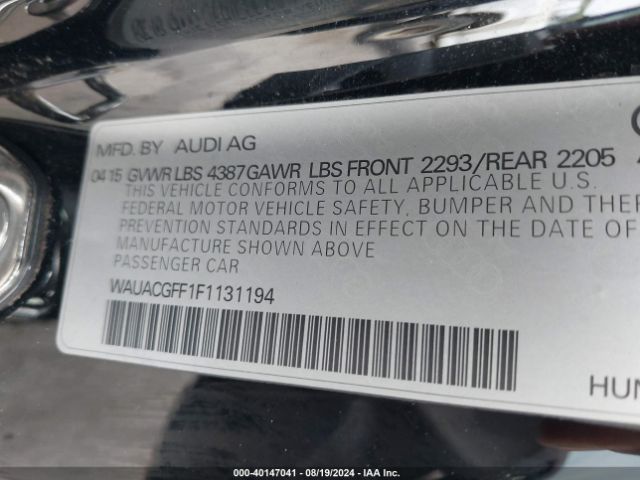 MFD. BY AUDI AG
04 15 GVWR LBS 4387 GAWR LBS FRONT 2293/REAR 2205
THIS VEHICLE CONFORMS TO ALL APPLICABLE U.S.
FEDERAL MOTOR VEHICLE SAFETY, BUMPER AND
PREVENTION STANDARDS IN EFFECT ON THE DATE OF
MANUFACTURE SHOWN ABOVE
PASSENGER CAR
WAUACGFF1F1131194
000-40147041 - 08/19/2024 - IAA Inc.